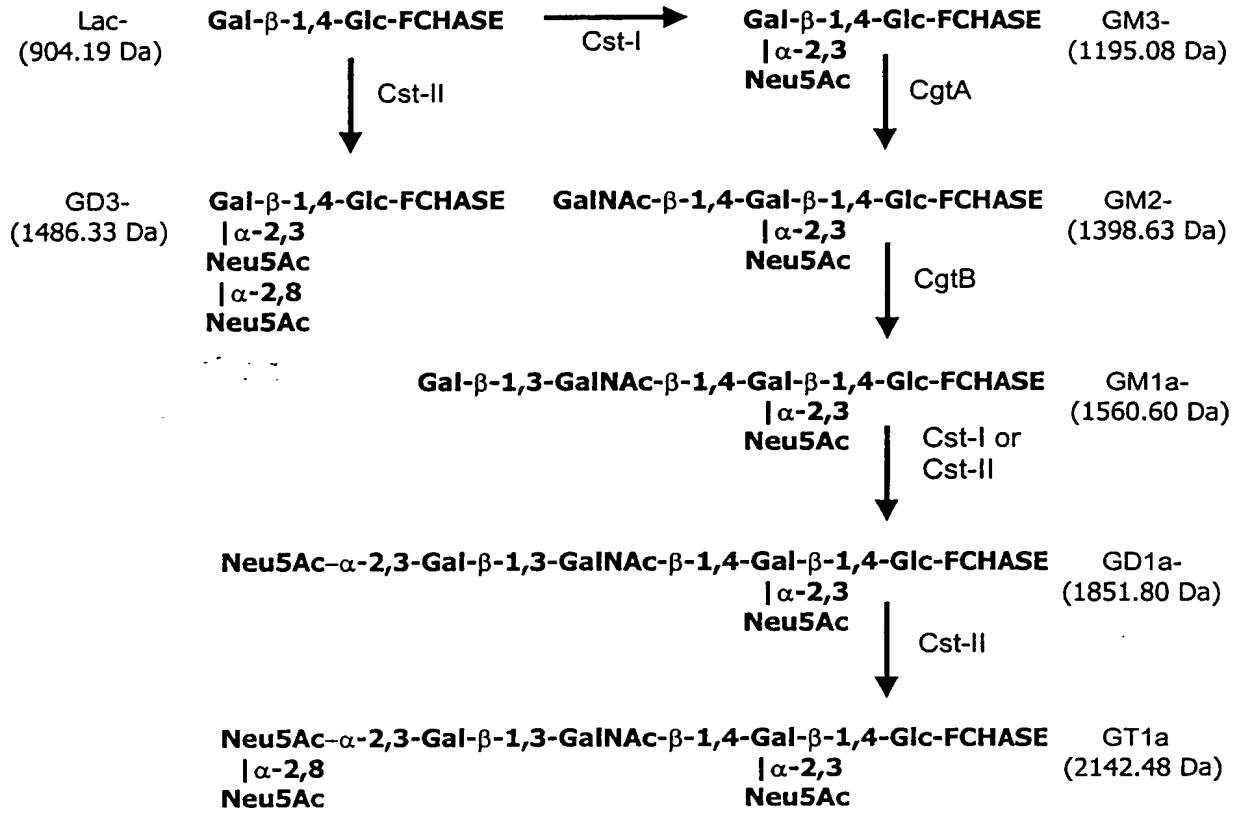 Lac-
(904.19 Da)
Gal-β-1,4-Glc-FCHASE
Cst-I
Gal-β-1,4-Glc-FCHASE
|α-2,3
Neu5Ac
GM3-
(1195.08 Da)
Cst-II
CgtA
GD3-
(1486.33 Da)
Gal-β-1,4-Glc-FCHASE
|α-2,3
Neu5Ac
|α-2,8
Neu5Ac
GalNAc-β-1,4-Gal-β-1,4-Glc-FCHASE
|α-2,3
Neu5Ac
GM2-
(1398.63 Da)
CgtB
Gal-β-1,3-GalNAc-β-1,4-Gal-β-1,4-Glc-FCHASE
|α-2,3
Neu5Ac
GM1a-
(1560.60 Da)
Cst-I or
Cst-II
Neu5Ac-α-2,3-Gal-β-1,3-GalNAc-β-1,4-Gal-β-1,4-Glc-FCHASE
|α-2,3
Neu5Ac
GD1a-
(1851.80 Da)
Cst-II
Neu5Ac-α-2,3-Gal-β-1,3-GalNAc-β-1,4-Gal-β-1,4-Glc-FCHASE
|α-2,8
Neu5Ac
|α-2,3
Neu5Ac
GT1a
(2142.48 Da)